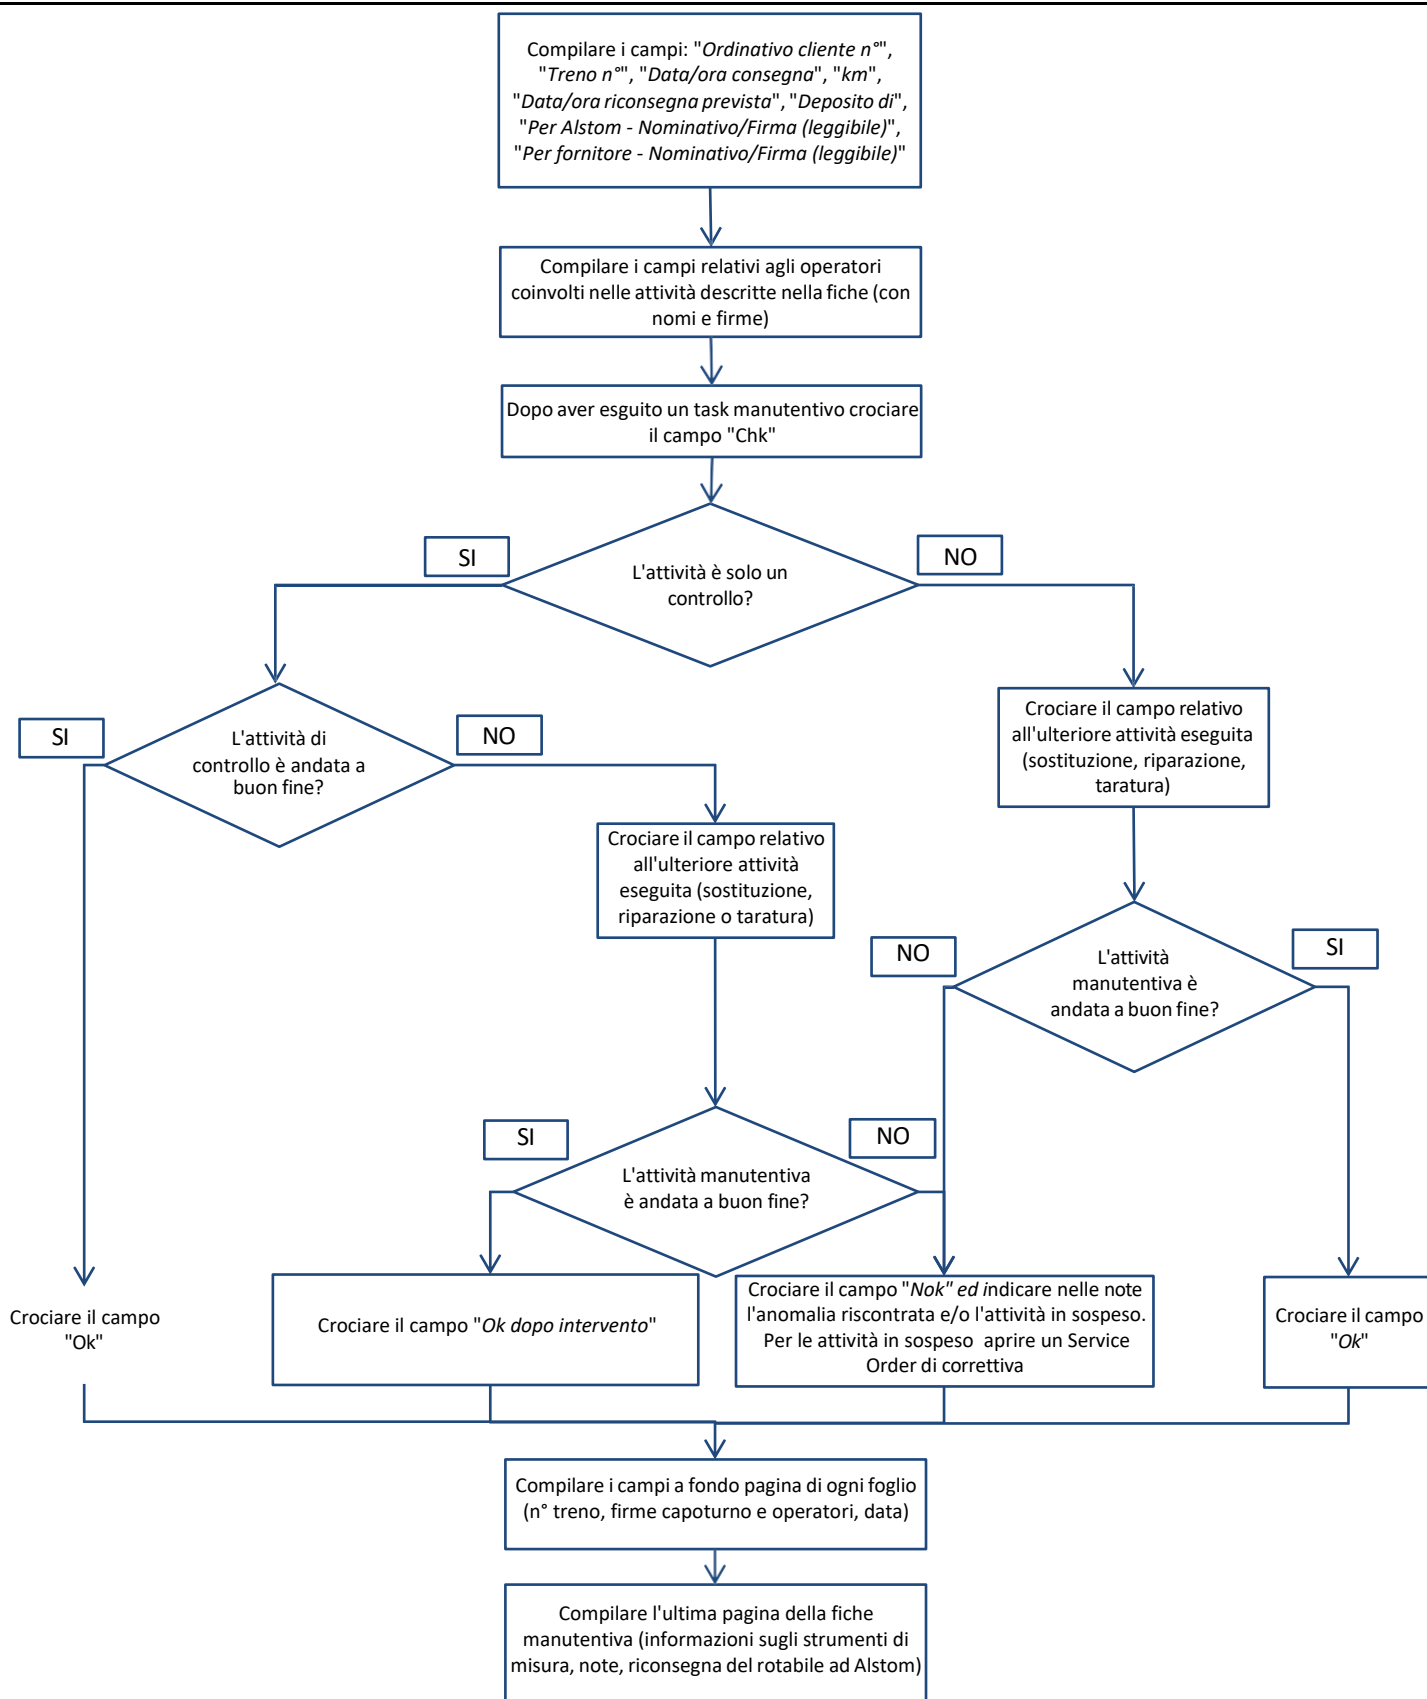 Compilare i campi: "Ordinativo cliente n°",
"Treno n°", "Data/ora consegna", "km",
"Data/ora riconsegna prevista", "Deposito di",
"Per Alstom - Nominativo/Firma (leggibile)",
"Per fornitore - Nominativo/Firma (leggibile)"
Compilare i campi relativi agli operatori
coinvolti nelle attività descritte nella fiche (con
nomi e firme)
Dopo aver esguito un task manutentivo crociare
il campo "Chk"
SI
NO
L'attività è solo un
controllo?
SI
L'attività di
controllo è andata a
buon fine?
NO
Crociare il campo relativo
all'ulteriore attività eseguita
(sostituzione, riparazione,
taratura)
Crociare il campo relativo
all'ulteriore attività
eseguita (sostituzione,
riparazione o taratura)
NO
SI
L'attività
manutentiva è
andata a buon fine?
SI
NO
L'attività manutentiva
è andata a buon fine?
Crociare il campo
"Ok"
Crociare il campo "Ok dopo intervento"
Crociare il campo "Nok" ed indicare nelle note
l'anomalia riscontrata e/o l'attività in sospeso.
Per le attività in sospeso aprire un Service
Order di correttiva
Crociare il campo
"Ok"
Compilare i campi a fondo pagina di ogni foglio
(n° treno, firme capoturno e operatori, data)
Compilare l'ultima pagina della fiche
manutentiva (informazioni sugli strumenti di
misura, note, riconsegna del rotabile ad Alstom)